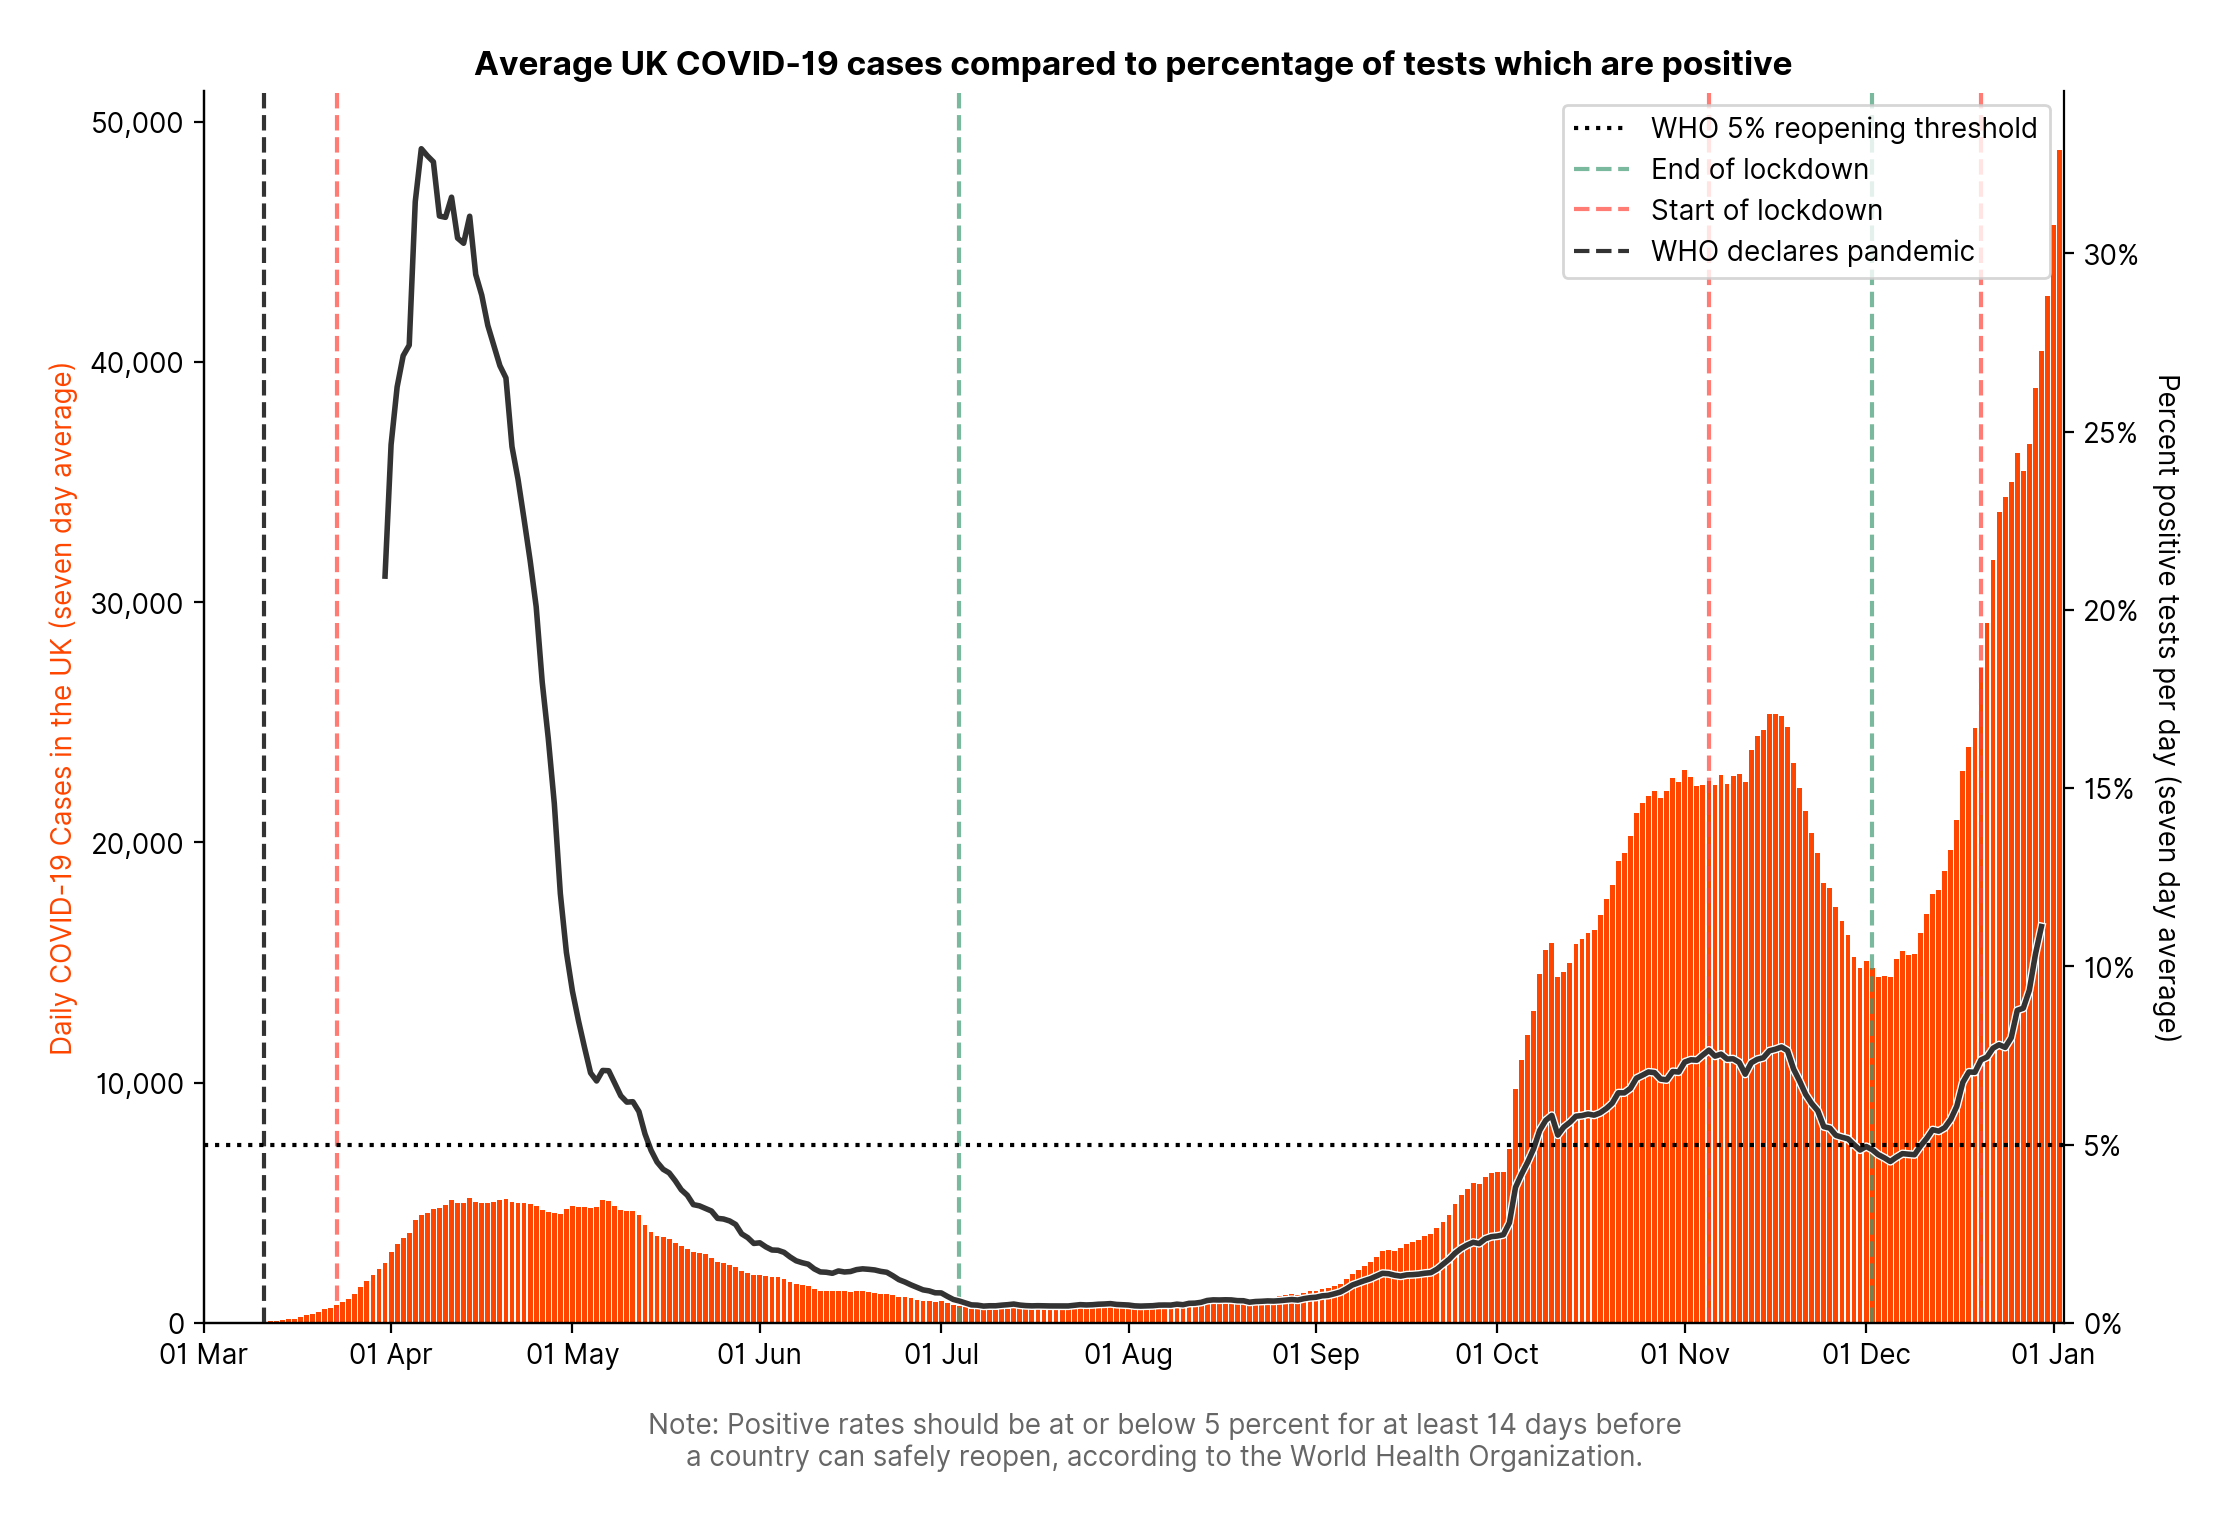 Average UK COVID-19 cases compared to percentage of tests which are positive
50,000
40,000
30,000
20,000
10,000
0
Daily COVID-19 Cases in the UK (seven day average)
WHO 5% reopening threshold
End of lockdown
Start of lockdown
WHO declares pandemic
30%
25%
20%
15%
10%
5%
0%
Percent positive tests per day (seven day average)
01 Mar
01 Apr
01 May
01 Jun
01 Jul
01 Aug
01 Sep
01 Oct
01 Nov
01 Dec
01 Jan
Note: Positive rates should be at or below 5 percent for at least 14 days before
a country can safely reopen, according to the World Health Organization.